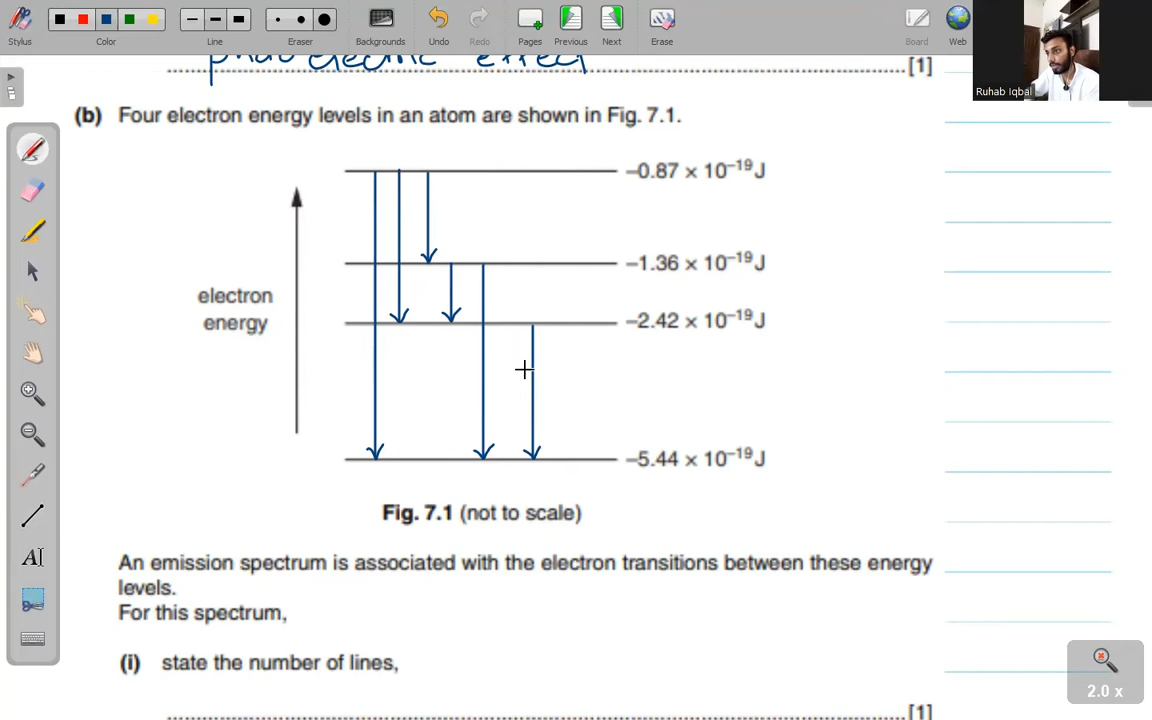 Stylus Color Line Eraser Backgrounds Undo Redo Pages Previous Next Erase Board Web
Ruhab Iqbal
photoelectric effect
[1]
(b) Four electron energy levels in an atom are shown in Fig. 7.1.
–0.87 × 10⁻¹⁹ J
–1.36 × 10⁻¹⁹ J
electron
energy
–2.42 × 10⁻¹⁹ J
–5.44 × 10⁻¹⁹ J
Fig. 7.1 (not to scale)
An emission spectrum is associated with the electron transitions between these energy
levels.
For this spectrum,
(i) state the number of lines,
[1]
2.0 x